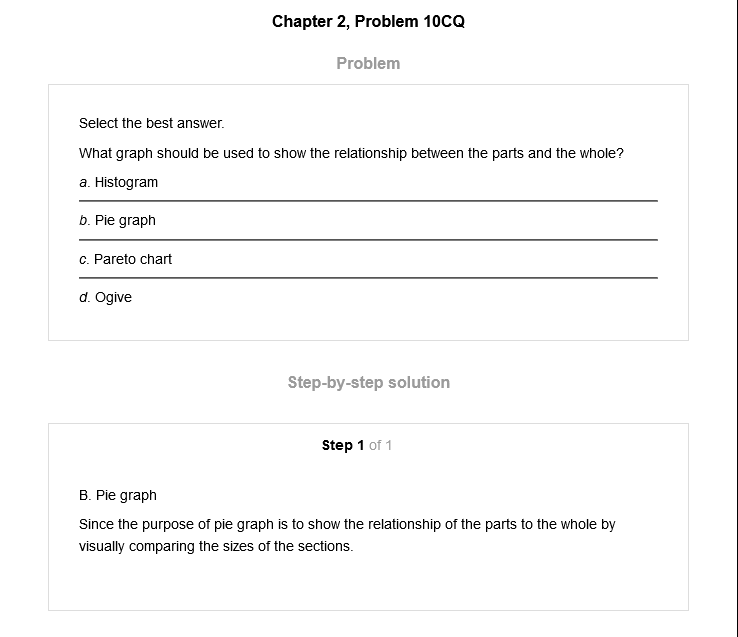 Chapter 2, Problem 10CQ
Problem
Select the best answer.
What graph should be used to show the relationship between the parts and the whole?
a. Histogram
b. Pie graph
c. Pareto chart
d. Ogive
Step-by-step solution
Step 1 of 1
B. Pie graph
Since the purpose of pie graph is to show the relationship of the parts to the whole by
visually comparing the sizes of the sections.